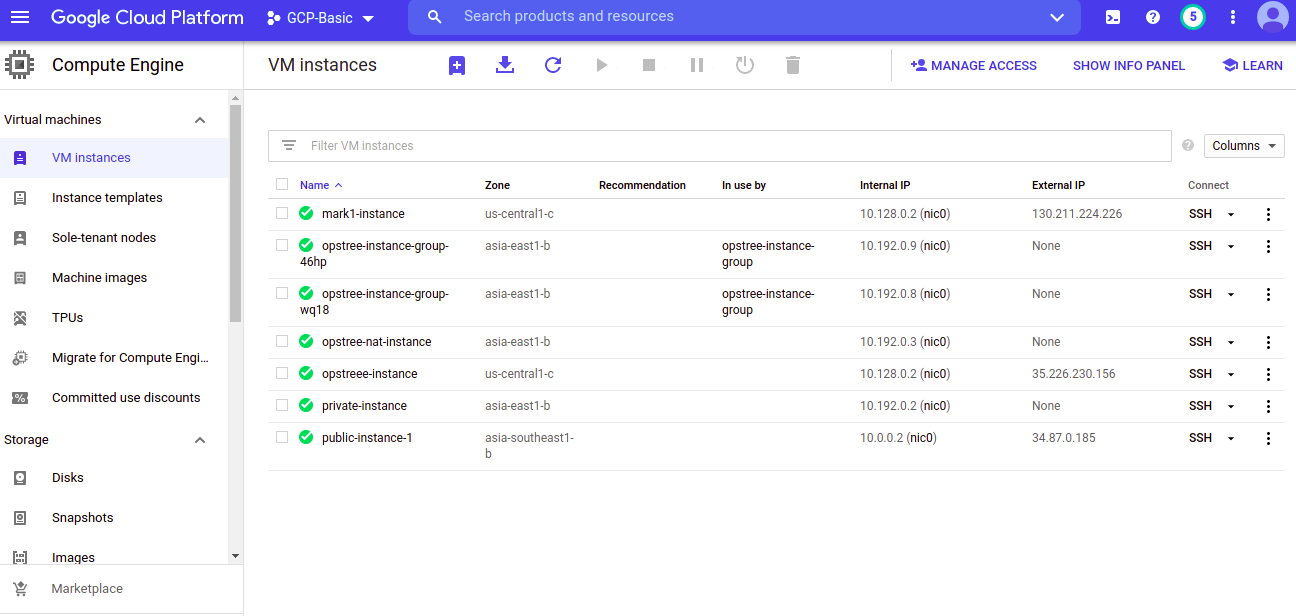 Google Cloud Platform GCP-Basic Search products and resources 5
Compute Engine VM instances MANAGE ACCESS SHOW INFO PANEL LEARN
Virtual machines
VM instances
Instance templates
Sole-tenant nodes
Machine images
TPUs
Migrate for Compute Engi...
Committed use discounts
Storage
Disks
Snapshots
Images
Marketplace
Filter VM instances Columns
Name Zone Recommendation In use by Internal IP External IP Connect
mark1-instance us-central1-c 10.128.0.2 (nic0) 130.211.224.226 SSH
opstree-instance-group- asia-east1-b opstree-instance- 10.192.0.9 (nic0) None SSH
46hp group
opstree-instance-group- asia-east1-b opstree-instance- 10.192.0.8 (nic0) None SSH
wq18 group
opstree-nat-instance asia-east1-b 10.192.0.3 (nic0) None SSH
opstreee-instance us-central1-c 10.128.0.2 (nic0) 35.226.230.156 SSH
private-instance asia-east1-b 10.192.0.2 (nic0) None SSH
public-instance-1 asia-southeast1- 10.0.0.2 (nic0) 34.87.0.185 SSH
b